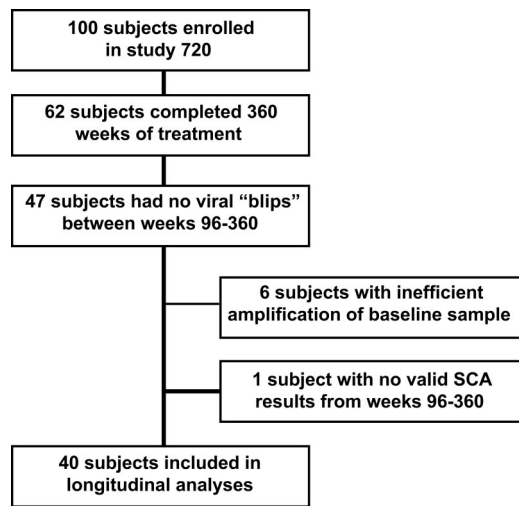 100 subjects enrolled
in study 720
62 subjects completed 360
weeks of treatment
47 subjects had no viral “blips”
between weeks 96-360
6 subjects with inefficient
amplification of baseline sample
1 subject with no valid SCA
results from weeks 96-360
40 subjects included in
longitudinal analyses